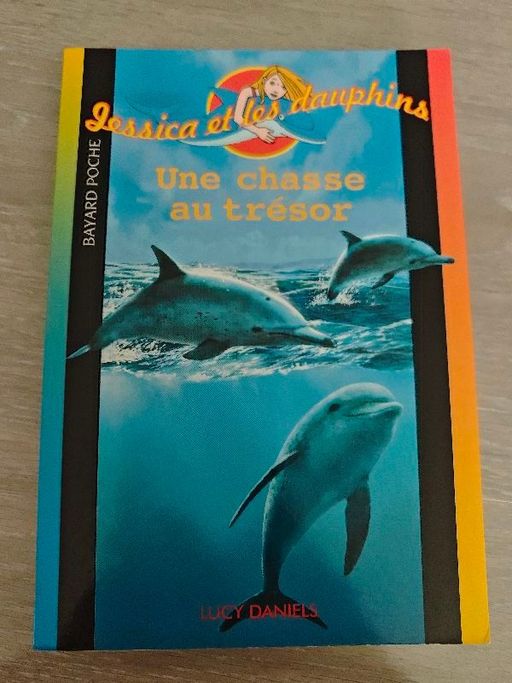 Jessica et les dauphins
Une chasse
au trésor
BAYARD POCHE
LUCY DANIELS